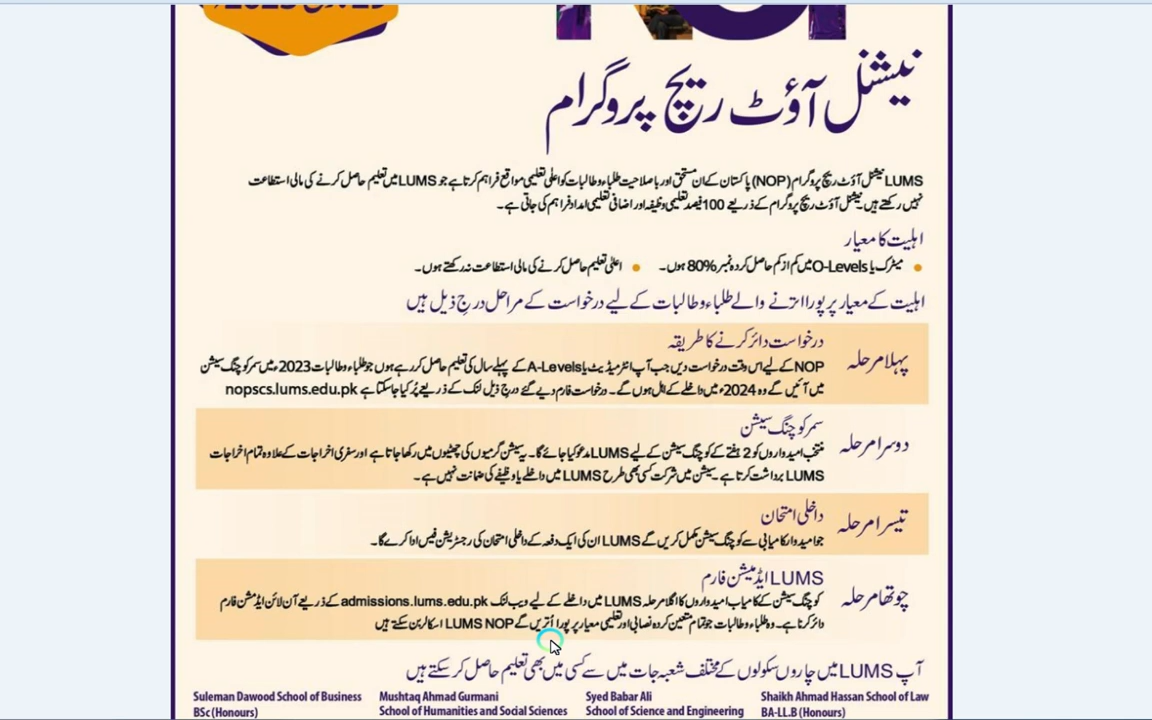 نیشنل آؤٹ ریچ پروگرام
LUMS نیشنل آؤٹ ریچ پروگرام (NOP) پاکستان کے ان مستحق اور باصلاحیت طلباء و طالبات کو اعلیٰ تعلیمی مواقع فراہم کرتا ہے جو LUMS میں تعلیم حاصل کرنے کی مالی استطاعت
نہیں رکھتے ہیں۔ نیشنل آؤٹ ریچ پروگرام کے ذریعے 100 فیصد تعلیمی وظیفہ اور اضافی تعلیمی امداد فراہم کی جاتی ہے۔
اہلیت کا معیار
• میٹرک یا O-Levels میں کم از کم حاصل کردہ نمبر 80% ہوں۔ • اعلیٰ تعلیم حاصل کرنے کی مالی استطاعت نہ رکھتے ہوں۔
اہلیت کے معیار پر پورا اترنے والے طلباء و طالبات کے لیے درخواست کے مراحل درج ذیل ہیں
پہلا مرحلہ
درخواست دائر کرنے کا طریقہ
NOP کے لیے اس وقت درخواست دیں جب آپ انٹرمیڈیٹ یا A-Levels کے پہلے سال کی تعلیم حاصل کر رہے ہوں جو طلباء و طالبات 2023ء میں سمر کوچنگ سیشن
میں آئیں گے وہ 2024ء میں داخلے کے اہل ہوں گے۔ درخواست فارم دیے گئے درج ذیل لنک کے ذریعے پُر کیا جاسکتا ہے nopscs.lums.edu.pk
دوسرا مرحلہ
سمر کوچنگ سیشن
منتخب امیدواروں کو 2 ہفتے کے کوچنگ سیشن کے لیے LUMS مدعو کیا جائے گا۔ یہ سیشن گرمیوں کی چھٹیوں میں رکھا جاتا ہے اور سفری اخراجات کے علاوہ تمام اخراجات
LUMS برداشت کرتا ہے۔ سیشن میں شرکت کسی بھی طرح LUMS میں داخلے یا وظیفے کی ضمانت نہیں ہے۔
تیسرا مرحلہ
داخلی امتحان
جو امیدوار کامیابی سے کوچنگ سیشن مکمل کریں گے LUMS ان کی ایک دفعہ کے داخلی امتحان کی رجسٹریشن فیس ادا کرے گا۔
چوتھا مرحلہ
LUMS ایڈمیشن فارم
کوچنگ سیشن کے کامیاب امیدواروں کا اگلا مرحلہ LUMS میں داخلے کے لیے ویب لنک admissions.lums.edu.pk کے ذریعے آن لائن ایڈمشن فارم
دائر کرنا ہے۔ وہ طلباء و طالبات جو تمام متعین کردہ نصابی اور تعلیمی معیار پر پورا اُتریں گے LUMS NOP اسکالر بن سکتے ہیں
آپ LUMS میں چاروں سکولوں کے مختلف شعبہ جات میں سے کسی میں بھی تعلیم حاصل کر سکتے ہیں
Suleman Dawood School of Business
BSc (Honours)
Mushtaq Ahmad Gurmani
School of Humanities and Social Sciences
Syed Babar Ali
School of Science and Engineering
Shaikh Ahmad Hassan School of Law
BA-LL.B (Honours)